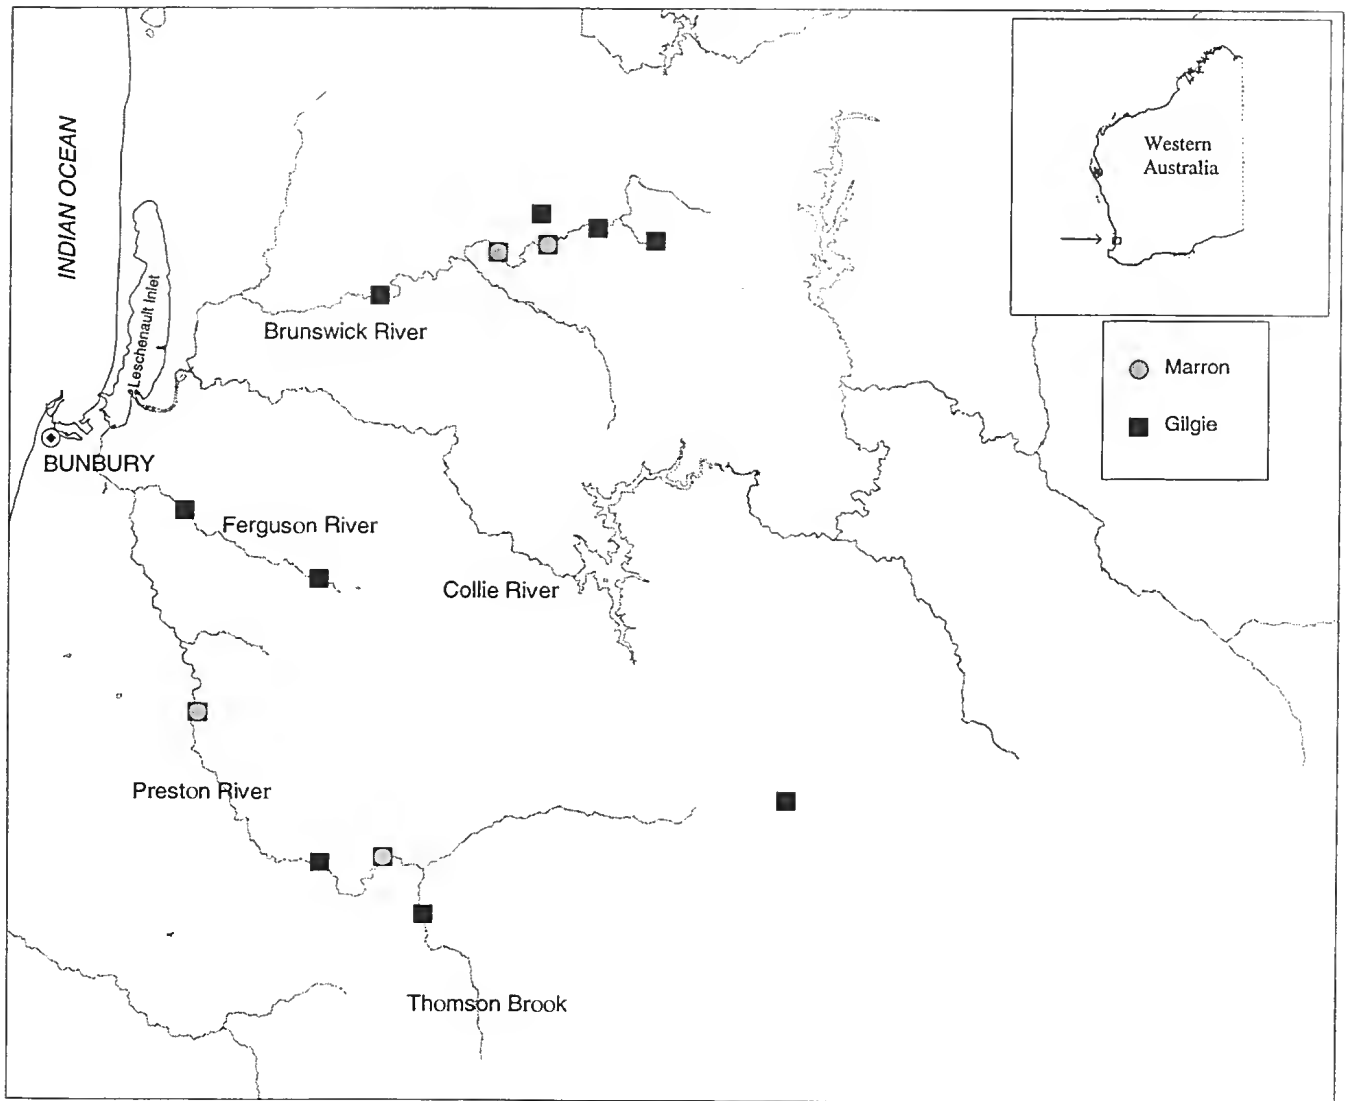 INDIAN OCEAN
Leschenault Inlet
Western
Australia
Brunswick River
Marron
Gilgie
BUNBURY
Ferguson River
Collie River
Preston River
Thomson Brook